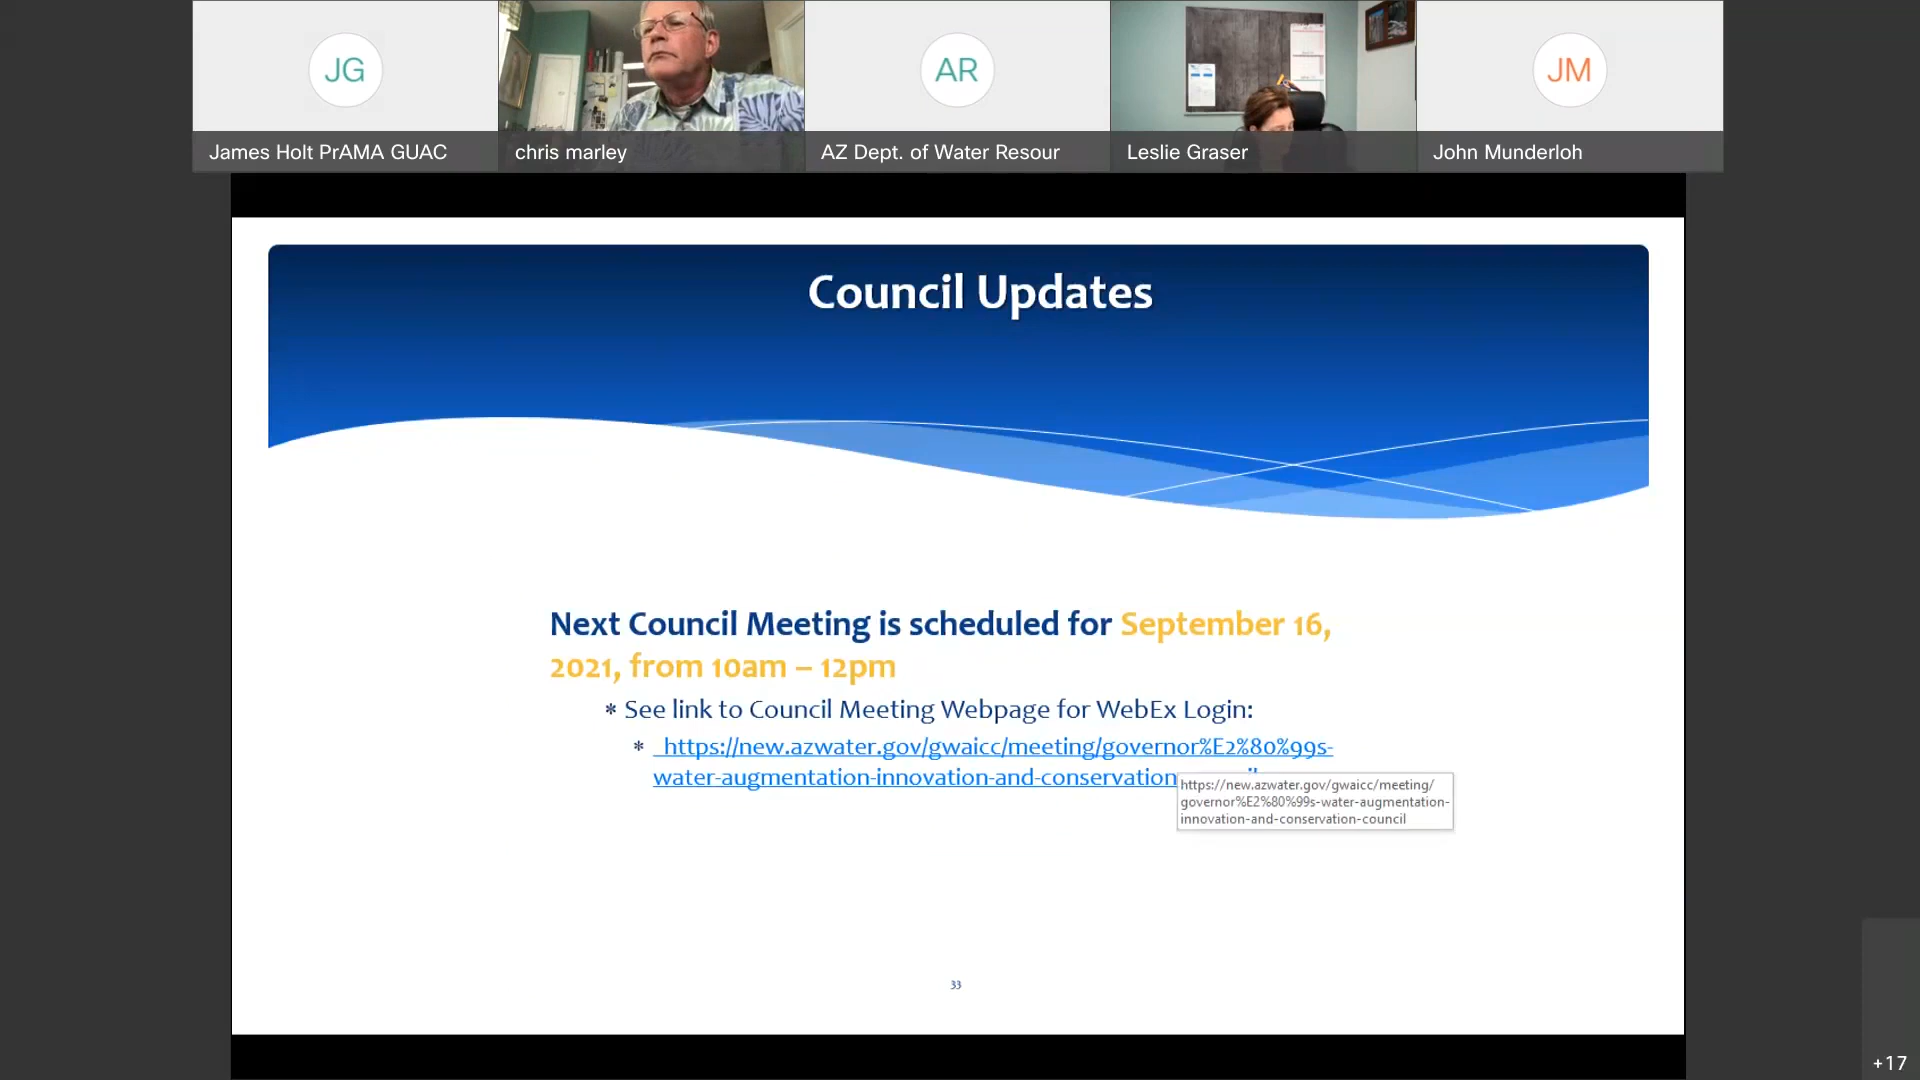 JG
AR
JM
James Holt PrAMA GUAC
chris marley
AZ Dept. of Water Resour
Leslie Graser
John Munderloh
Council Updates
Next Council Meeting is scheduled for September 16,
2021, from 10am – 12pm
* See link to Council Meeting Webpage for WebEx Login:
* https://new.azwater.gov/gwaicc/meeting/governor%E2%80%99s-
water-augmentation-innovation-and-conservation
https://new.azwater.gov/gwaicc/meeting/
governor%E2%80%99s-water-augmentation-
innovation-and-conservation-council
33
+17